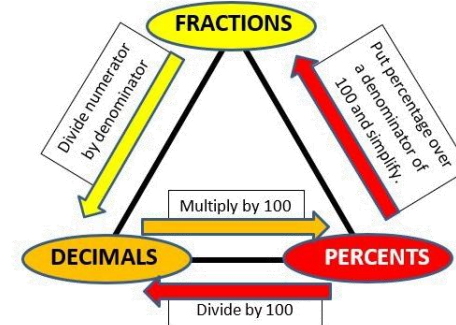 FRACTIONS
Divide numerator
by denominator
Put percentage over
a denominator of
100 and simplify.
Multiply by 100
DECIMALS
PERCENTS
Divide by 100